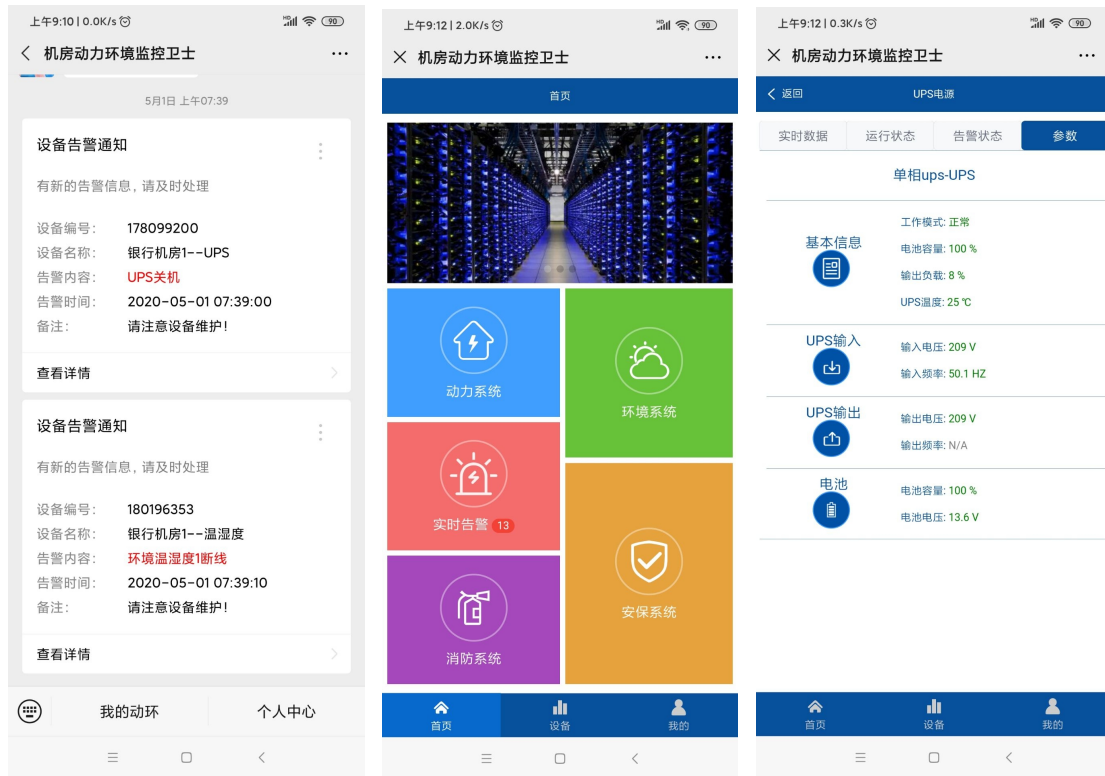 上午9:10 | 0.0K/s
HD
90
机房动力环境监控卫士
5月1日 上午07:39
设备告警通知
有新的告警信息，请及时处理
设备编号： 178099200
设备名称： 银行机房1--UPS
告警内容： UPS关机
告警时间： 2020-05-01 07:39:00
备注： 请注意设备维护！
查看详情
设备告警通知
有新的告警信息，请及时处理
设备编号： 180196353
设备名称： 银行机房1--温湿度
告警内容： 环境温湿度1断线
告警时间： 2020-05-01 07:39:10
备注： 请注意设备维护！
查看详情
我的动环 个人中心
上午9:12 | 2.0K/s
HD
90
机房动力环境监控卫士
首页
动力系统
环境系统
实时告警 13
安保系统
消防系统
首页 设备 我的
上午9:12 | 0.3K/s
HD
90
机房动力环境监控卫士
返回 UPS电源
实时数据 运行状态 告警状态 参数
单相ups-UPS
基本信息
工作模式: 正常
电池容量: 100 %
输出负载: 8 %
UPS温度: 25 ℃
UPS输入
输入电压: 209 V
输入频率: 50.1 HZ
UPS输出
输出电压: 209 V
输出频率: N/A
电池
电池容量: 100 %
电池电压: 13.6 V
首页 设备 我的